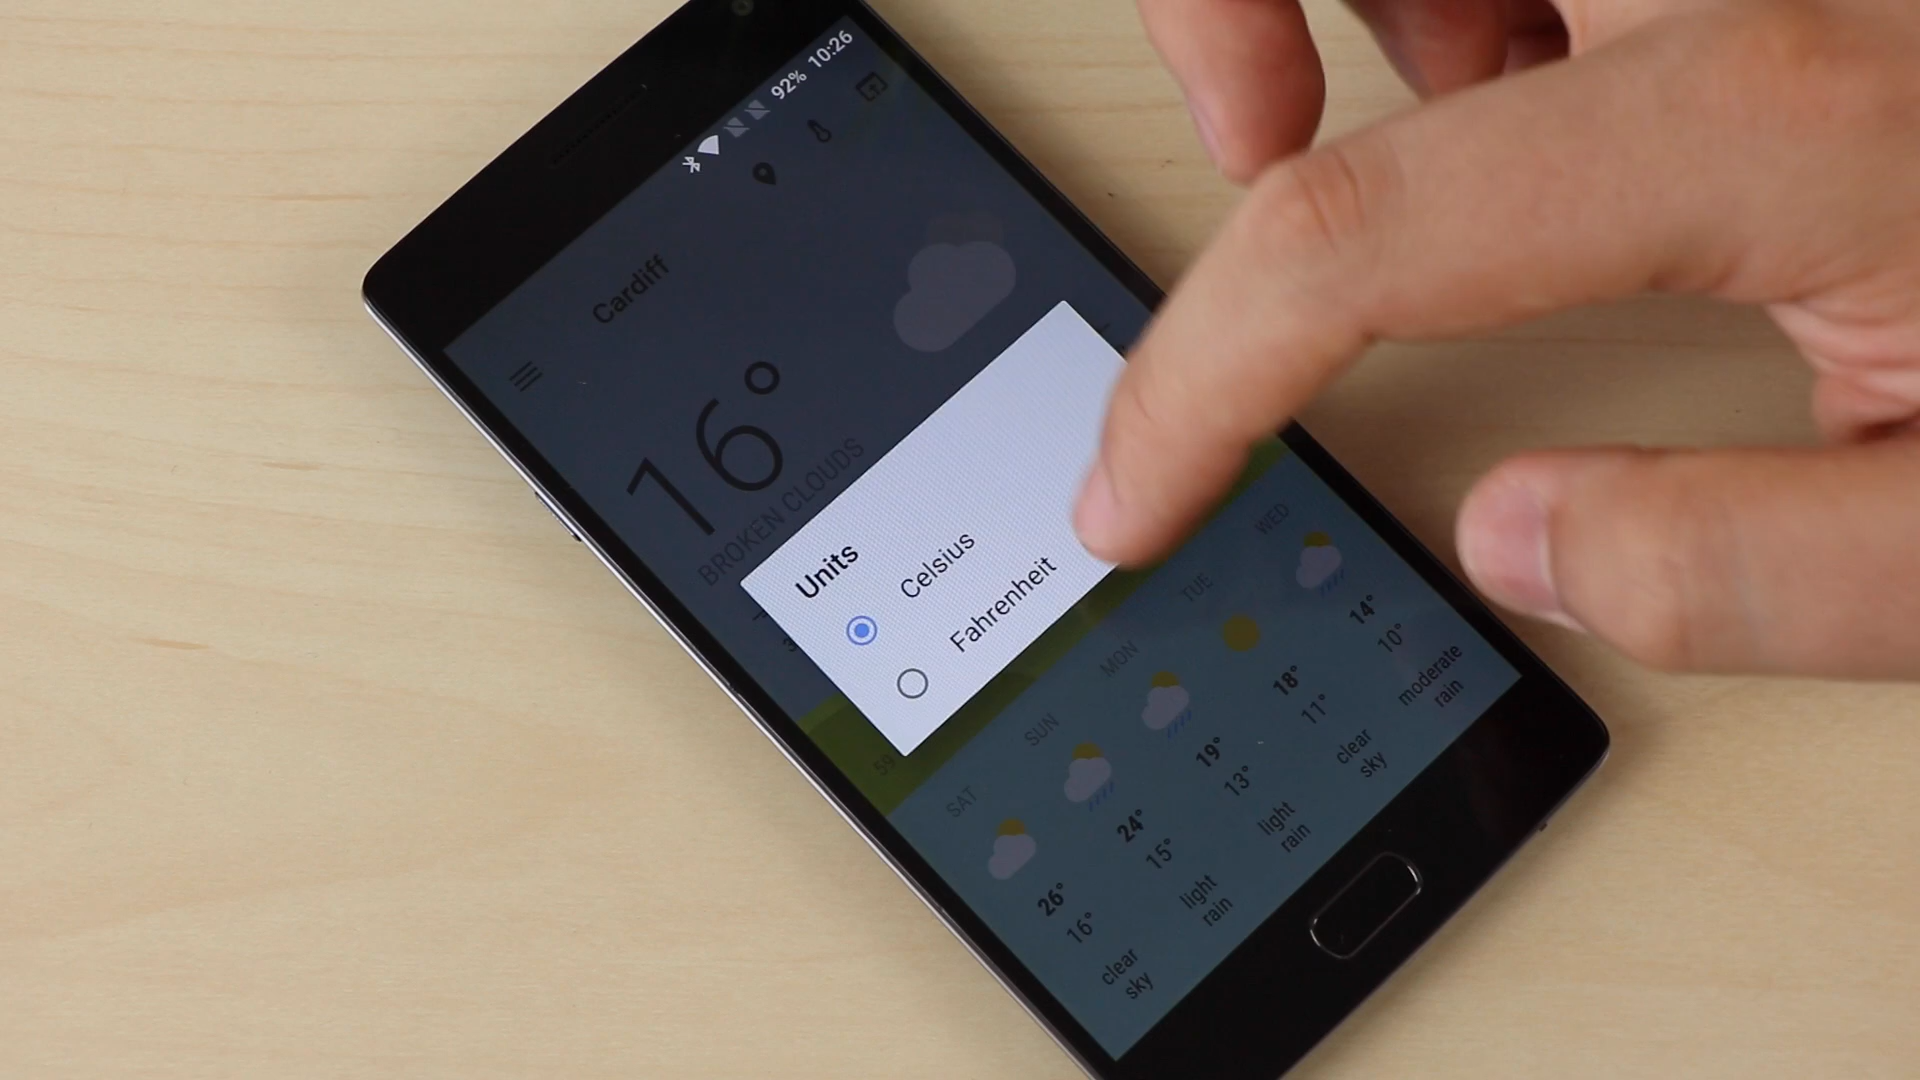 92% 10:26
Cardiff
16°
BROKEN CLOUDS
Units
Celsius
Fahrenheit
59
SAT
SUN
MON
TUE
WED
26°
24°
19°
18°
14°
16°
15°
13°
11°
10°
clear
sky
light
rain
light
rain
clear
sky
moderate
rain